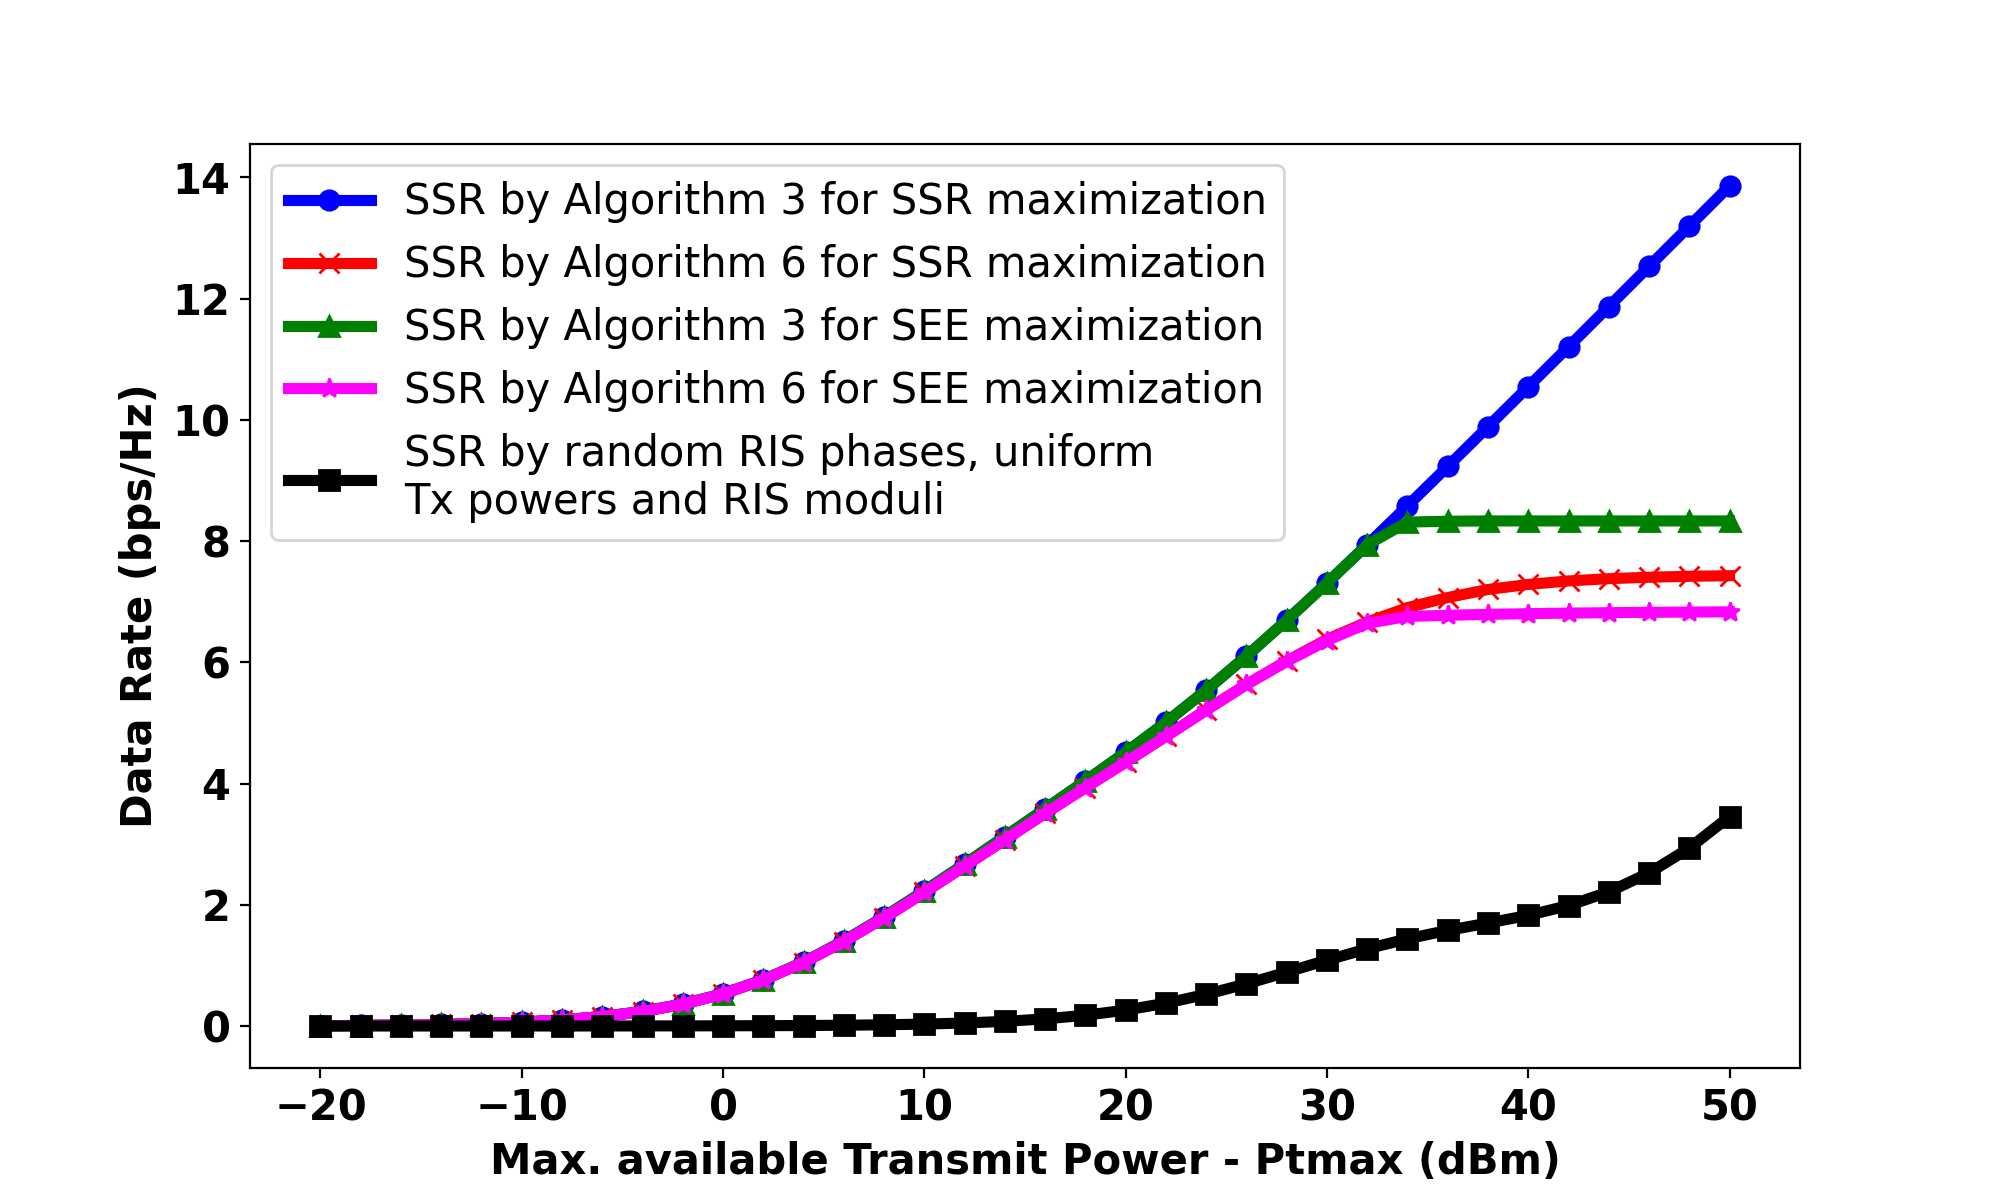 SSR by Algorithm 3 for SSR maximization
SSR by Algorithm 6 for SSR maximization
SSR by Algorithm 3 for SEE maximization
SSR by Algorithm 6 for SEE maximization
SSR by random RIS phases, uniform
Tx powers and RIS moduli
Data Rate (bps/Hz)
14
12
10
8
6
4
2
0
−20 −10 0 10 20 30 40 50
Max. available Transmit Power - Ptmax (dBm)